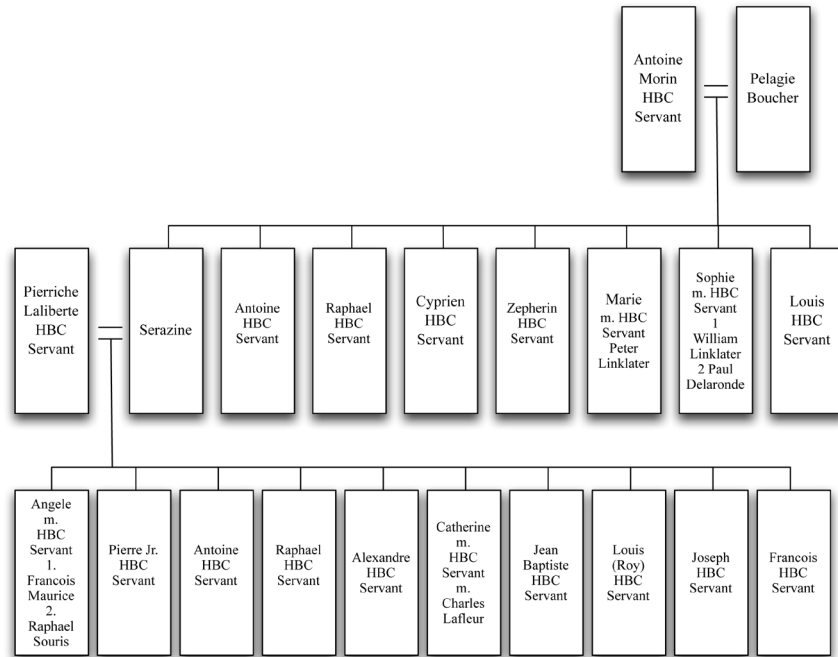 Antoine
Morin
HBC
Servant
Pelagie
Boucher
Pierriche
Laliberte
HBC
Servant
Serazine
Antoine
HBC
Servant
Raphael
HBC
Servant
Cyprien
HBC
Servant
Zepherin
HBC
Servant
Marie
m. HBC
Servant
Peter
Linklater
Sophie
m. HBC
Servant
1
William
Linklater
2 Paul
Delaronde
Louis
HBC
Servant
Angele
m.
HBC
Servant
1.
Francois
Maurice
2.
Raphael
Souris
Pierre Jr.
HBC
Servant
Antoine
HBC
Servant
Raphael
HBC
Servant
Alexandre
HBC
Servant
Catherine
m.
HBC
Servant
m.
Charles
Lafleur
Jean
Baptiste
HBC
Servant
Louis
(Roy)
HBC
Servant
Joseph
HBC
Servant
Francois
HBC
Servant